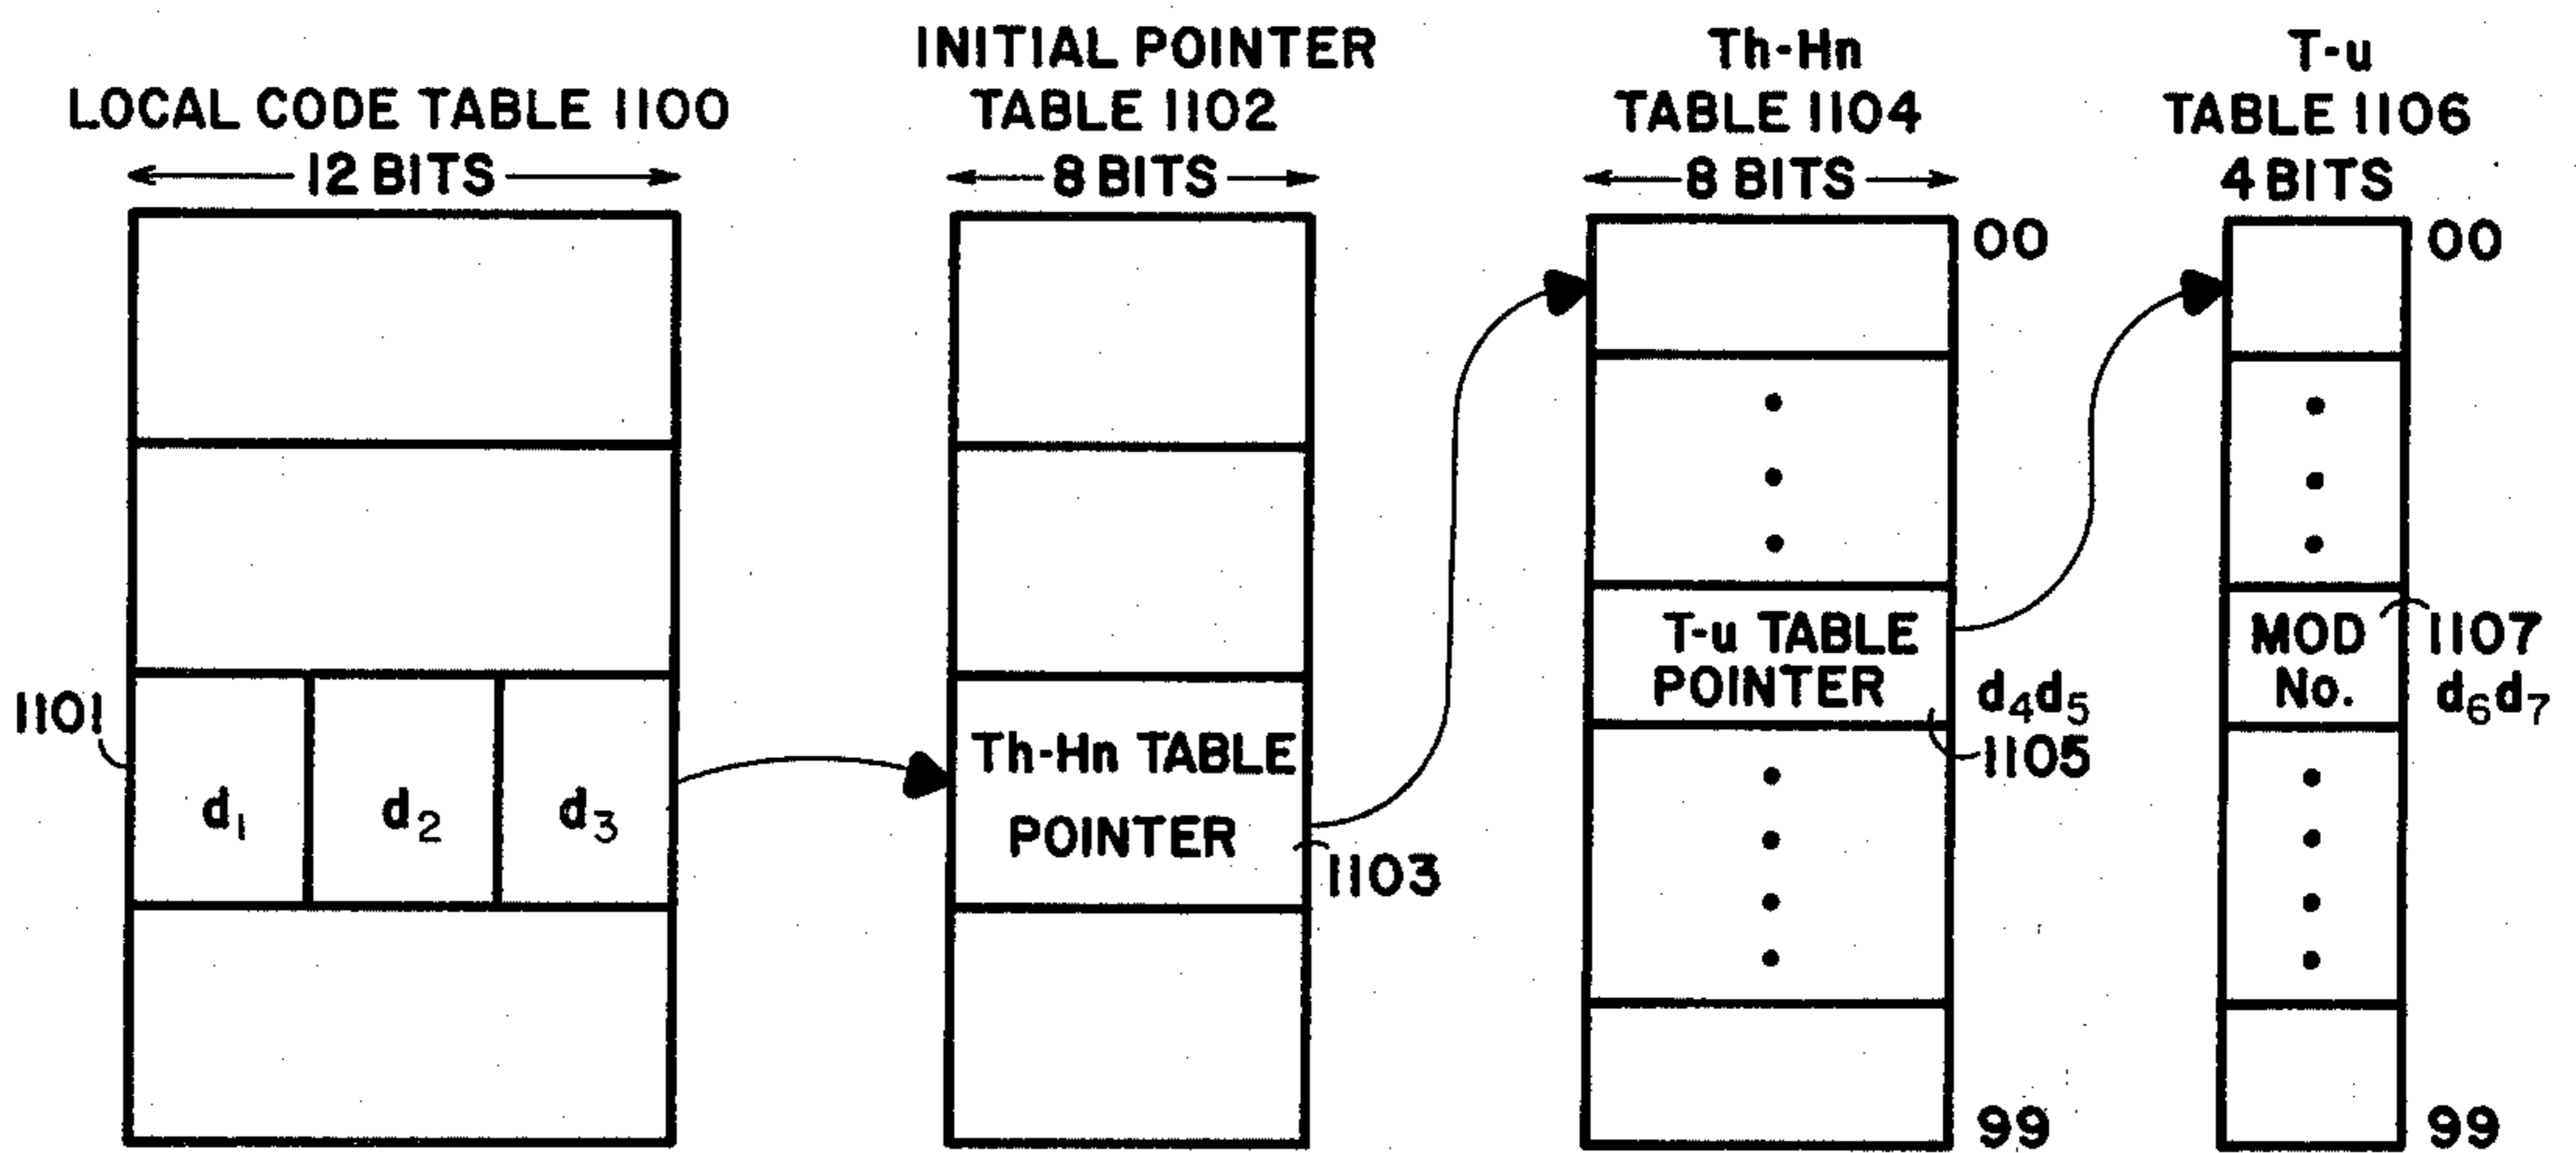 LOCAL CODE TABLE 1100
12 BITS
1101
d₁ d₂ d₃
INITIAL POINTER
TABLE 1102
8 BITS
Th-Hn TABLE
POINTER
1103
Th-Hn
TABLE 1104
8 BITS
00
T-u TABLE
POINTER
d₄d₅
1105
99
T-u
TABLE 1106
4 BITS
00
MOD
No.
1107
d₆d₇
99